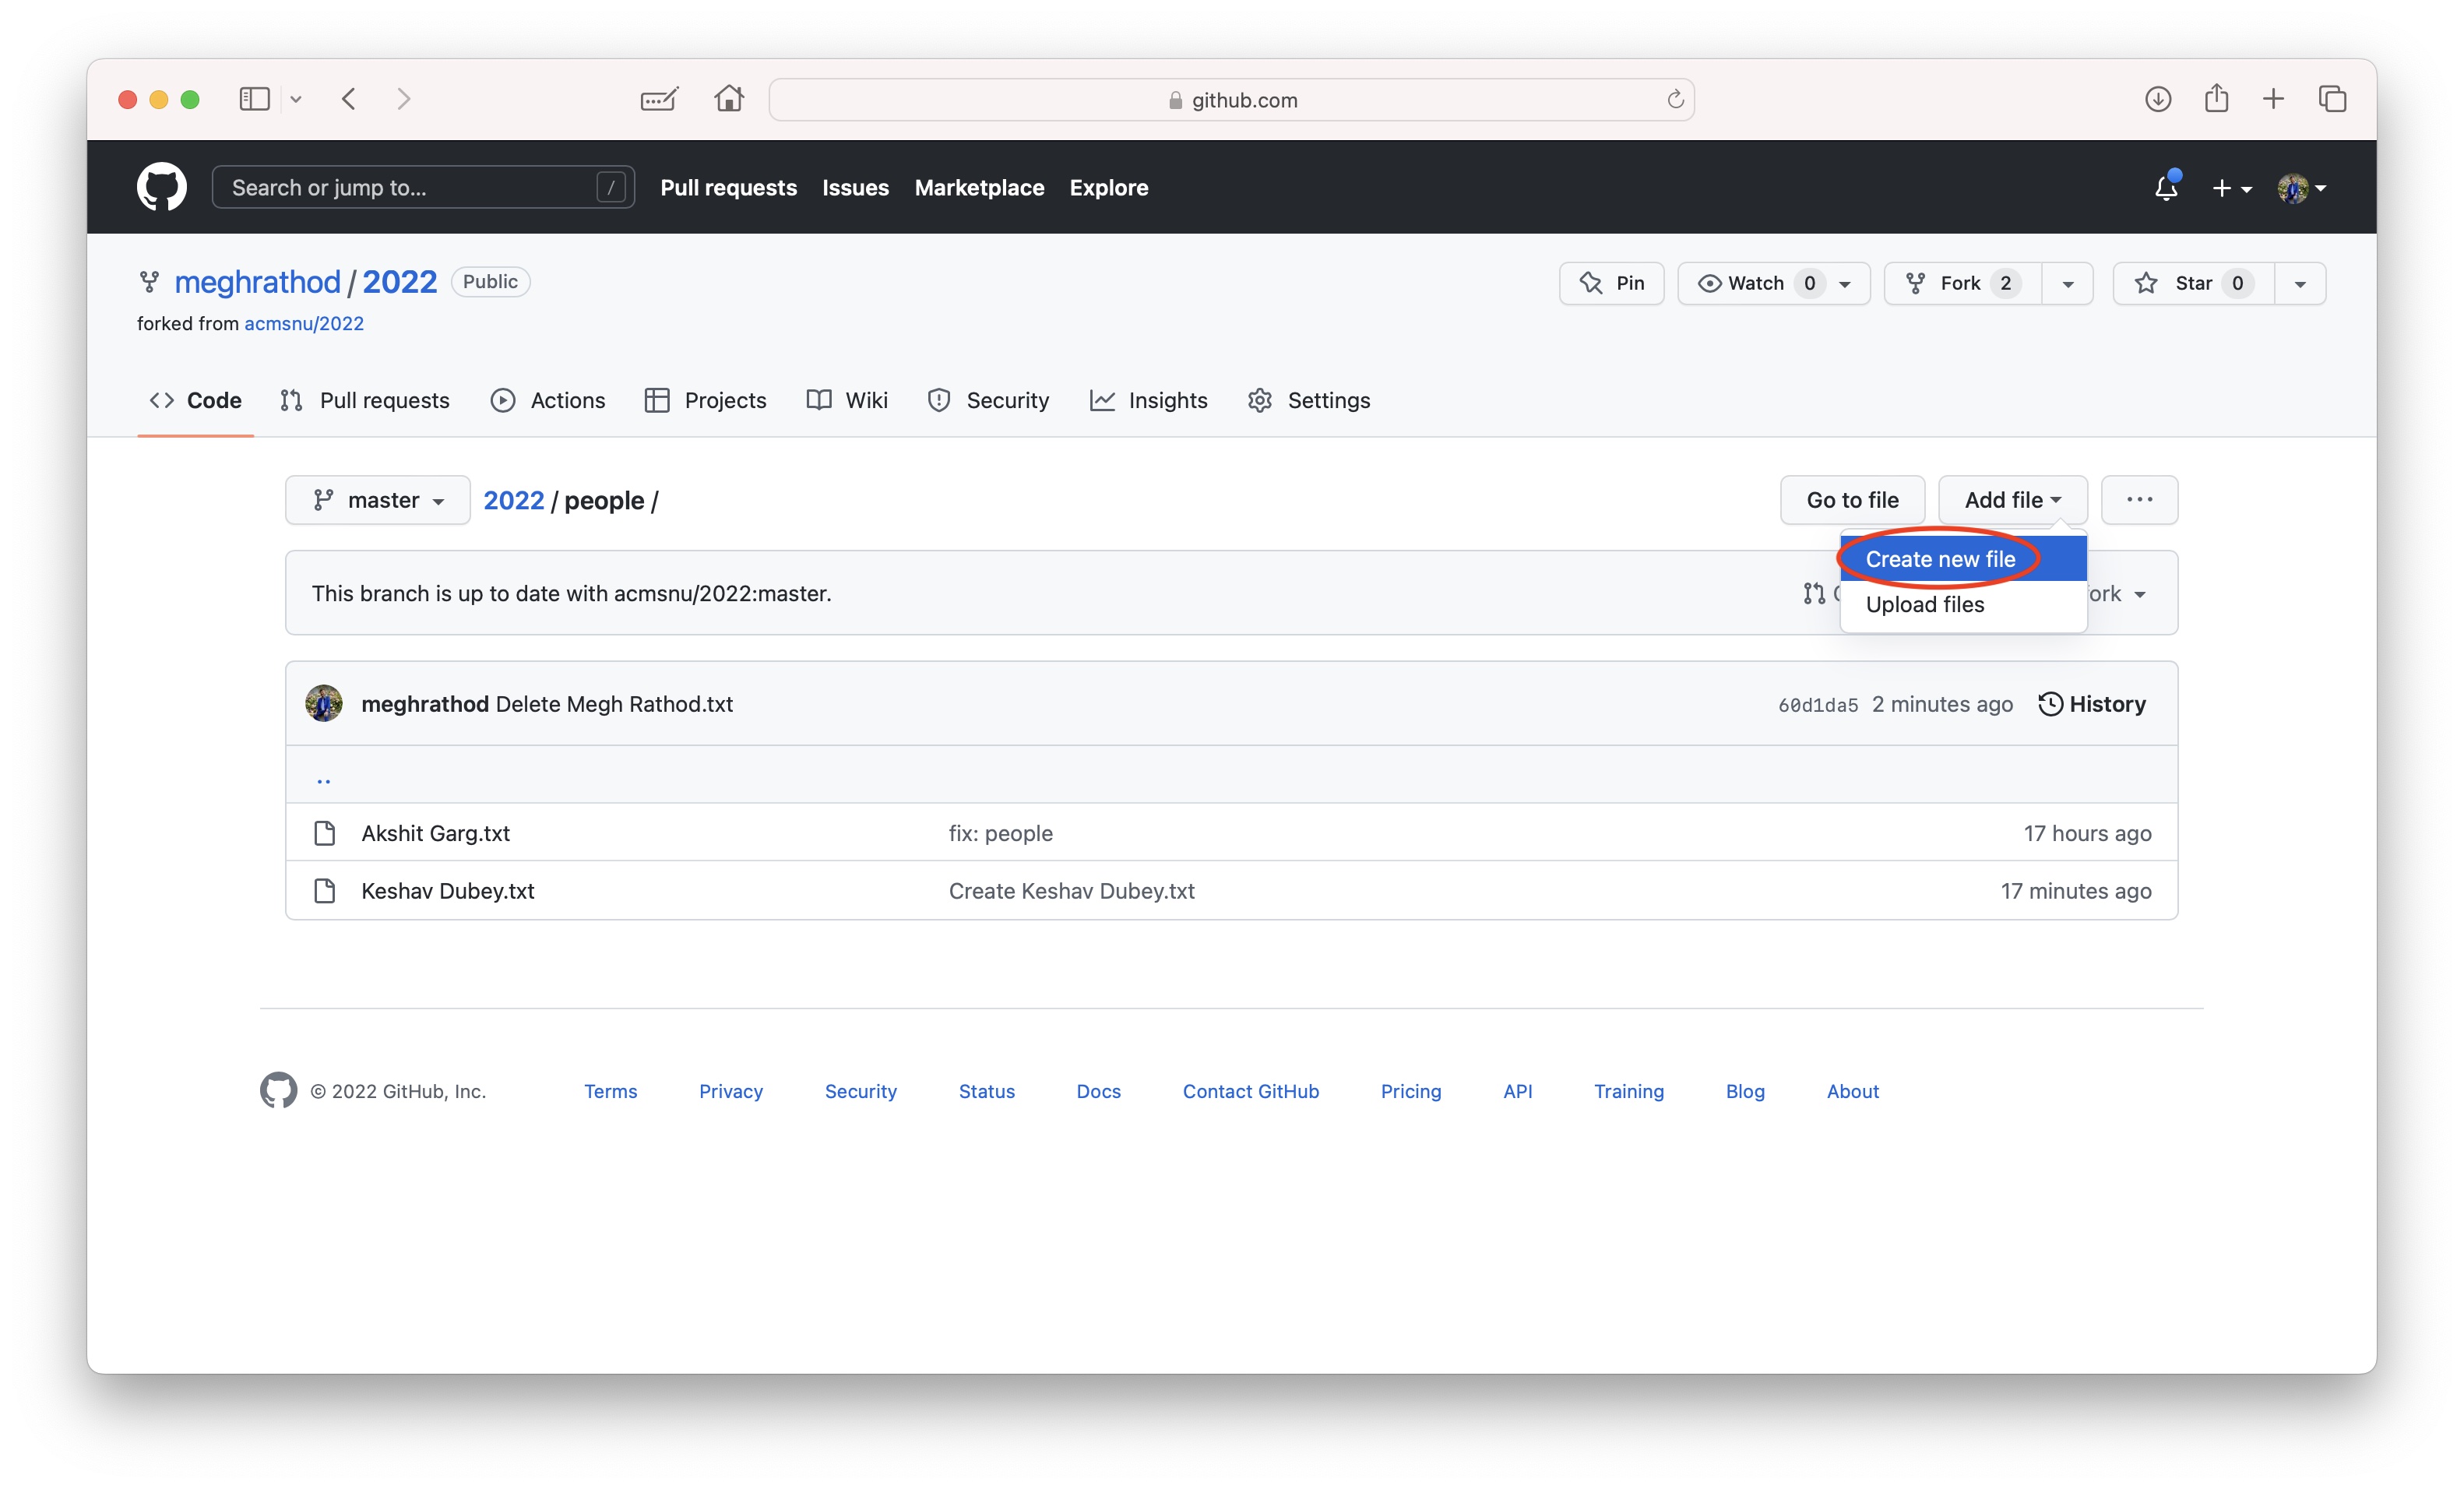 github.com
Search or jump to... /
Pull requests Issues Marketplace Explore
meghrathod / 2022 Public
Pin Watch 0 Fork 2 Star 0
forked from acmsnu/2022
Code Pull requests Actions Projects Wiki Security Insights Settings
master 2022 / people / Go to file Add file ...
Create new file
This branch is up to date with acmsnu/2022:master.
Upload files
meghrathod Delete Megh Rathod.txt 60d1da5 2 minutes ago History
..
Akshit Garg.txt fix: people 17 hours ago
Keshav Dubey.txt Create Keshav Dubey.txt 17 minutes ago
© 2022 GitHub, Inc. Terms Privacy Security Status Docs Contact GitHub Pricing API Training Blog About